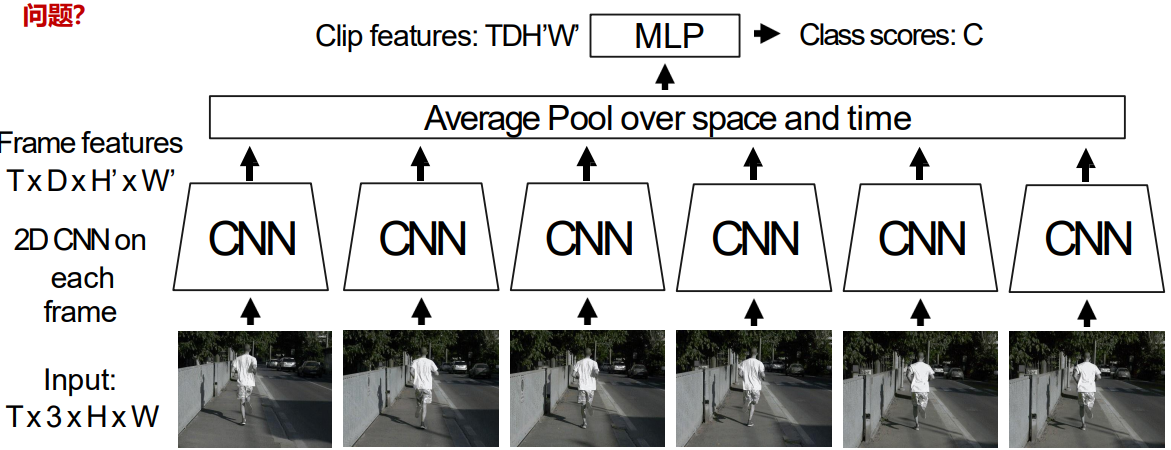 问题?
Clip features: TDH'W' MLP Class scores: C
Average Pool over space and time
Frame features
T x D x H' x W'
CNN CNN CNN CNN CNN CNN
2D CNN on
each
frame
Input:
T x 3 x H x W